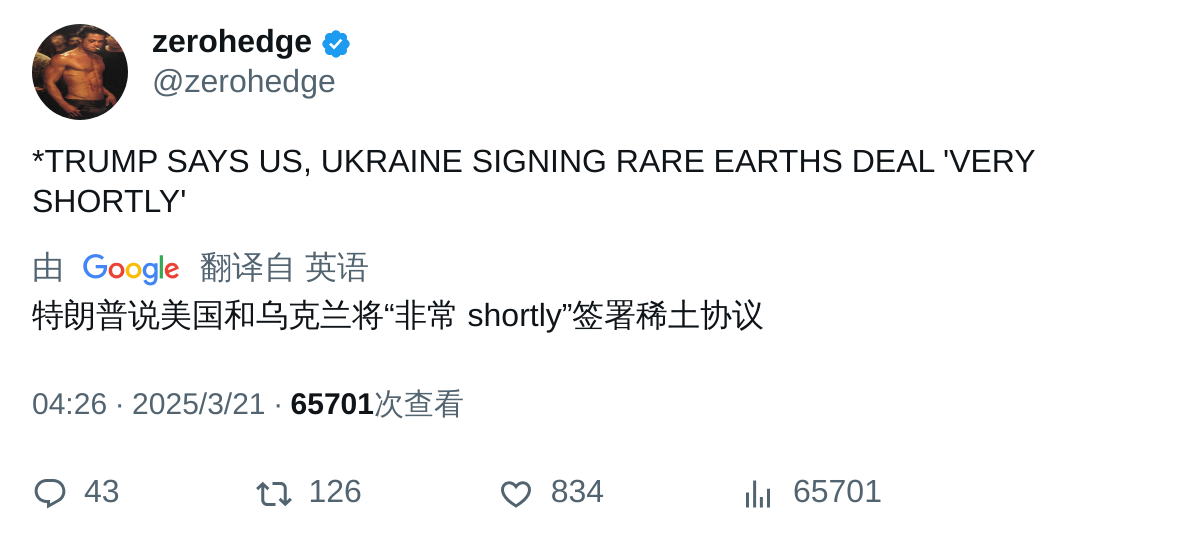 zerohedge
@zerohedge
*TRUMP SAYS US, UKRAINE SIGNING RARE EARTHS DEAL 'VERY
SHORTLY'
由 Google 翻译自 英语
特朗普说美国和乌克兰将“非常 shortly”签署稀土协议
04:26 · 2025/3/21 · 65701次查看
43 126 834 65701